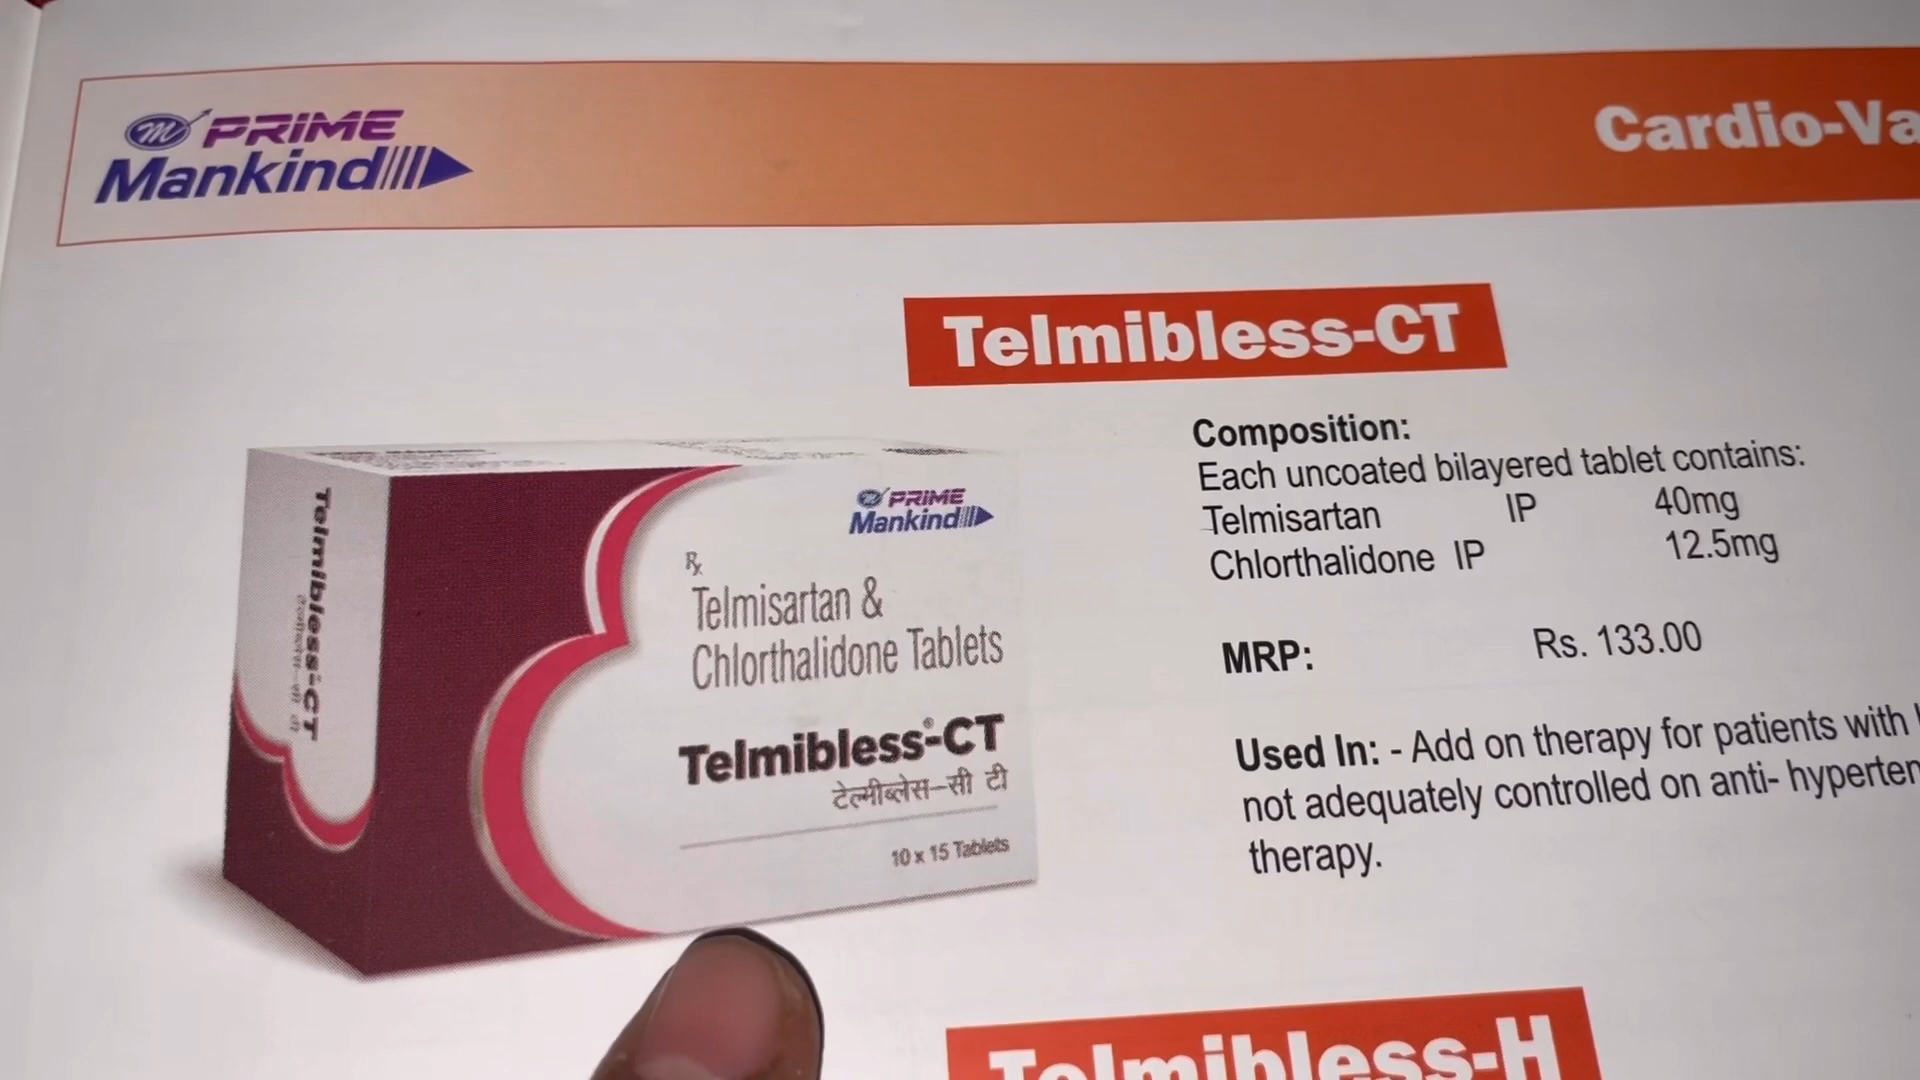 PRIME
Mankind
Cardio-Va
Telmibless-CT
Telmibless-CT
PRIME
Mankind
Rx
Telmisartan &
Chlorthalidone Tablets
Telmibless®-CT
टेल्मीब्लेस-सी टी
10 x 15 Tablets
Composition:
Each uncoated bilayered tablet contains:
Telmisartan IP 40mg
Chlorthalidone IP 12.5mg
MRP: Rs. 133.00
Used In: - Add on therapy for patients with
not adequately controlled on anti- hyperten
therapy.
Telmibless-H